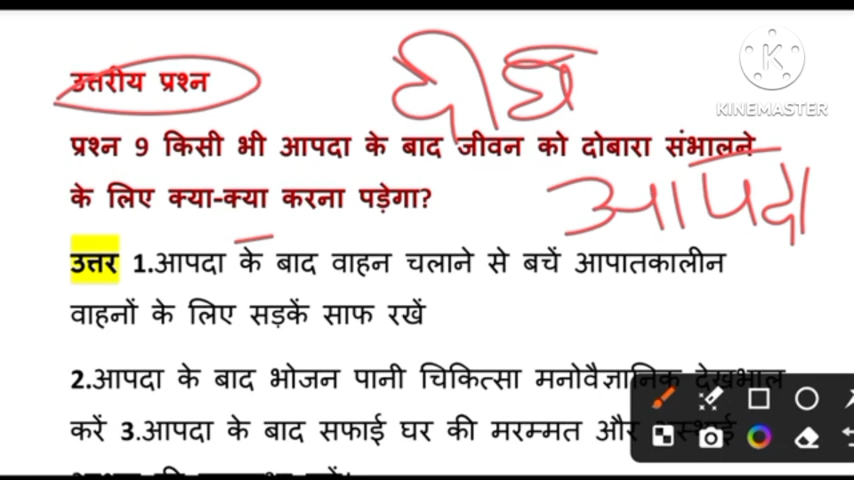 उत्तरीय प्रश्न
दीर्घ
KINEMASTER
प्रश्न 9 किसी भी आपदा के बाद जीवन को दोबारा संभालने
के लिए क्या-क्या करना पड़ेगा?
आपदा
उत्तर 1.आपदा के बाद वाहन चलाने से बचें आपातकालीन
वाहनों के लिए सड़कें साफ रखें
2.आपदा के बाद भोजन पानी चिकित्सा मनोवैज्ञानिक देखभाल
करें 3.आपदा के बाद सफाई घर की मरम्मत और